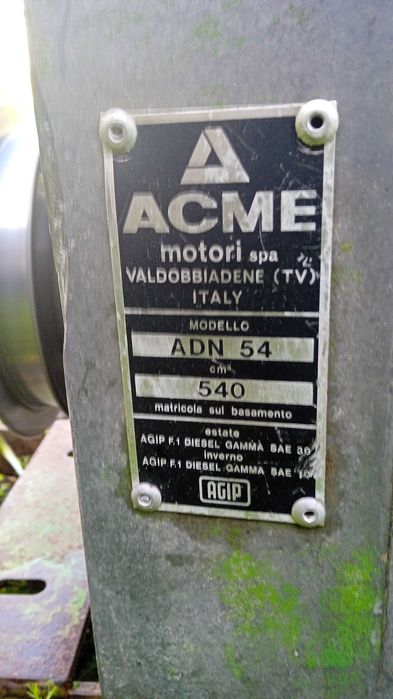 ACME
motori spa
VALDOBBIADENE (TV)
ITALY
MODELLO
ADN 54
cm³
540
matricola sul basamento
estate
AGIP F.1 DIESEL GAMMA SAE 30
inverno
AGIP F.1 DIESEL GAMMA SAE 10
AGIP